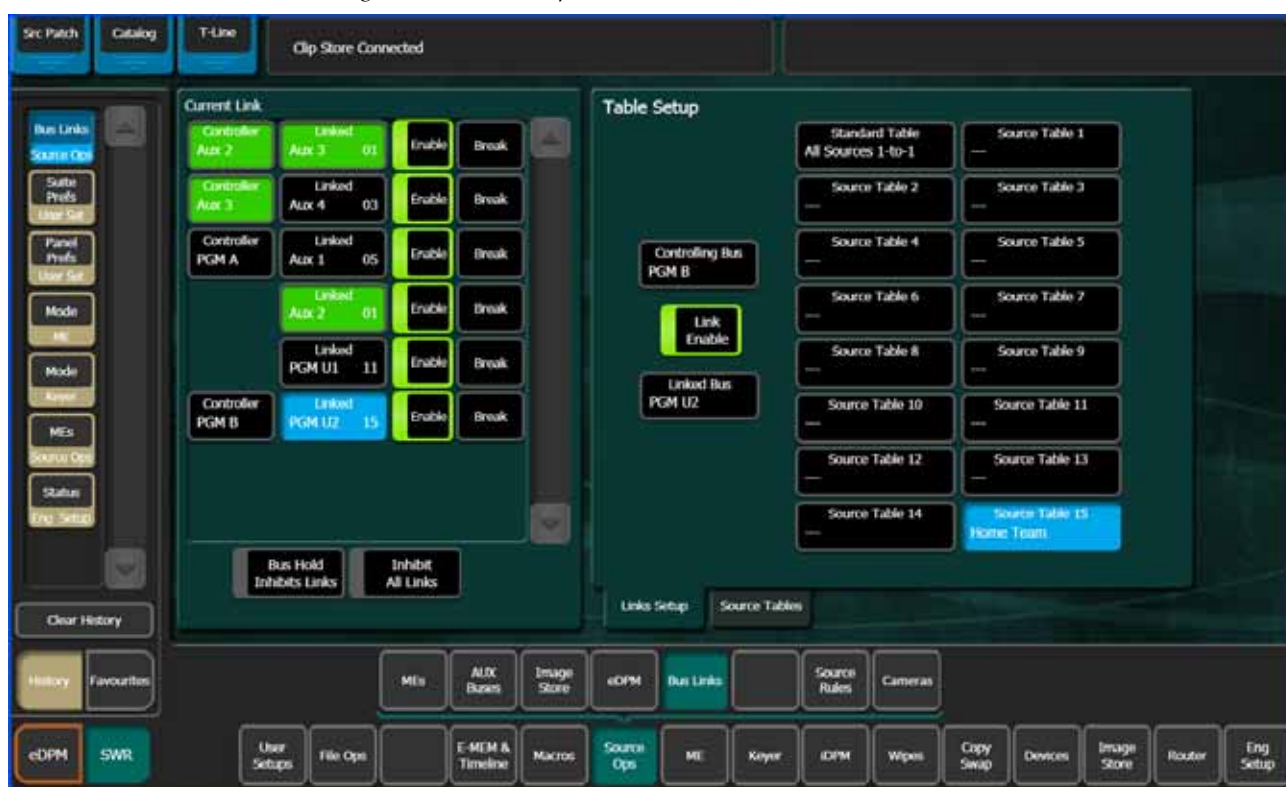 Src Patch
Catalog
T-Line
Clip Store Connected
Bus Links
Source Ops
Suite
Prefs
User Set
Panel
Prefs
User Set
Mode
ME
Mode
Keyer
MEs
Source Ops
Status
Eng Setup
Clear History
History
Favourites
eDPM
SWR
Current Link
Controller
Aux 2
Linked
Aux 3 01
Enable
Break
Controller
Aux 3
Linked
Aux 4 03
Enable
Break
Controller
PGM A
Linked
Aux 1 05
Enable
Break
Linked
Aux 2 01
Enable
Break
Linked
PGM U1 11
Enable
Break
Controller
PGM B
Linked
PGM U2 15
Enable
Break
Bus Hold
Inhibits Links
Inhibit
All Links
Table Setup
Controlling Bus
PGM B
Link
Enable
Linked Bus
PGM U2
Standard Table
All Sources 1-to-1
Source Table 1
---
Source Table 2
---
Source Table 3
---
Source Table 4
---
Source Table 5
---
Source Table 6
---
Source Table 7
---
Source Table 8
---
Source Table 9
---
Source Table 10
---
Source Table 11
---
Source Table 12
---
Source Table 13
---
Source Table 14
---
Source Table 15
Home Team
Links Setup
Source Tables
MEs
AUX
Buses
Image
Store
eDPM
Bus Links
Source
Rules
Cameras
User
Setups
File Ops
E-MEM &
Timeline
Macros
Source
Ops
ME
Keyer
iDPM
Wipes
Copy
Swap
Devices
Image
Store
Router
Eng
Setup